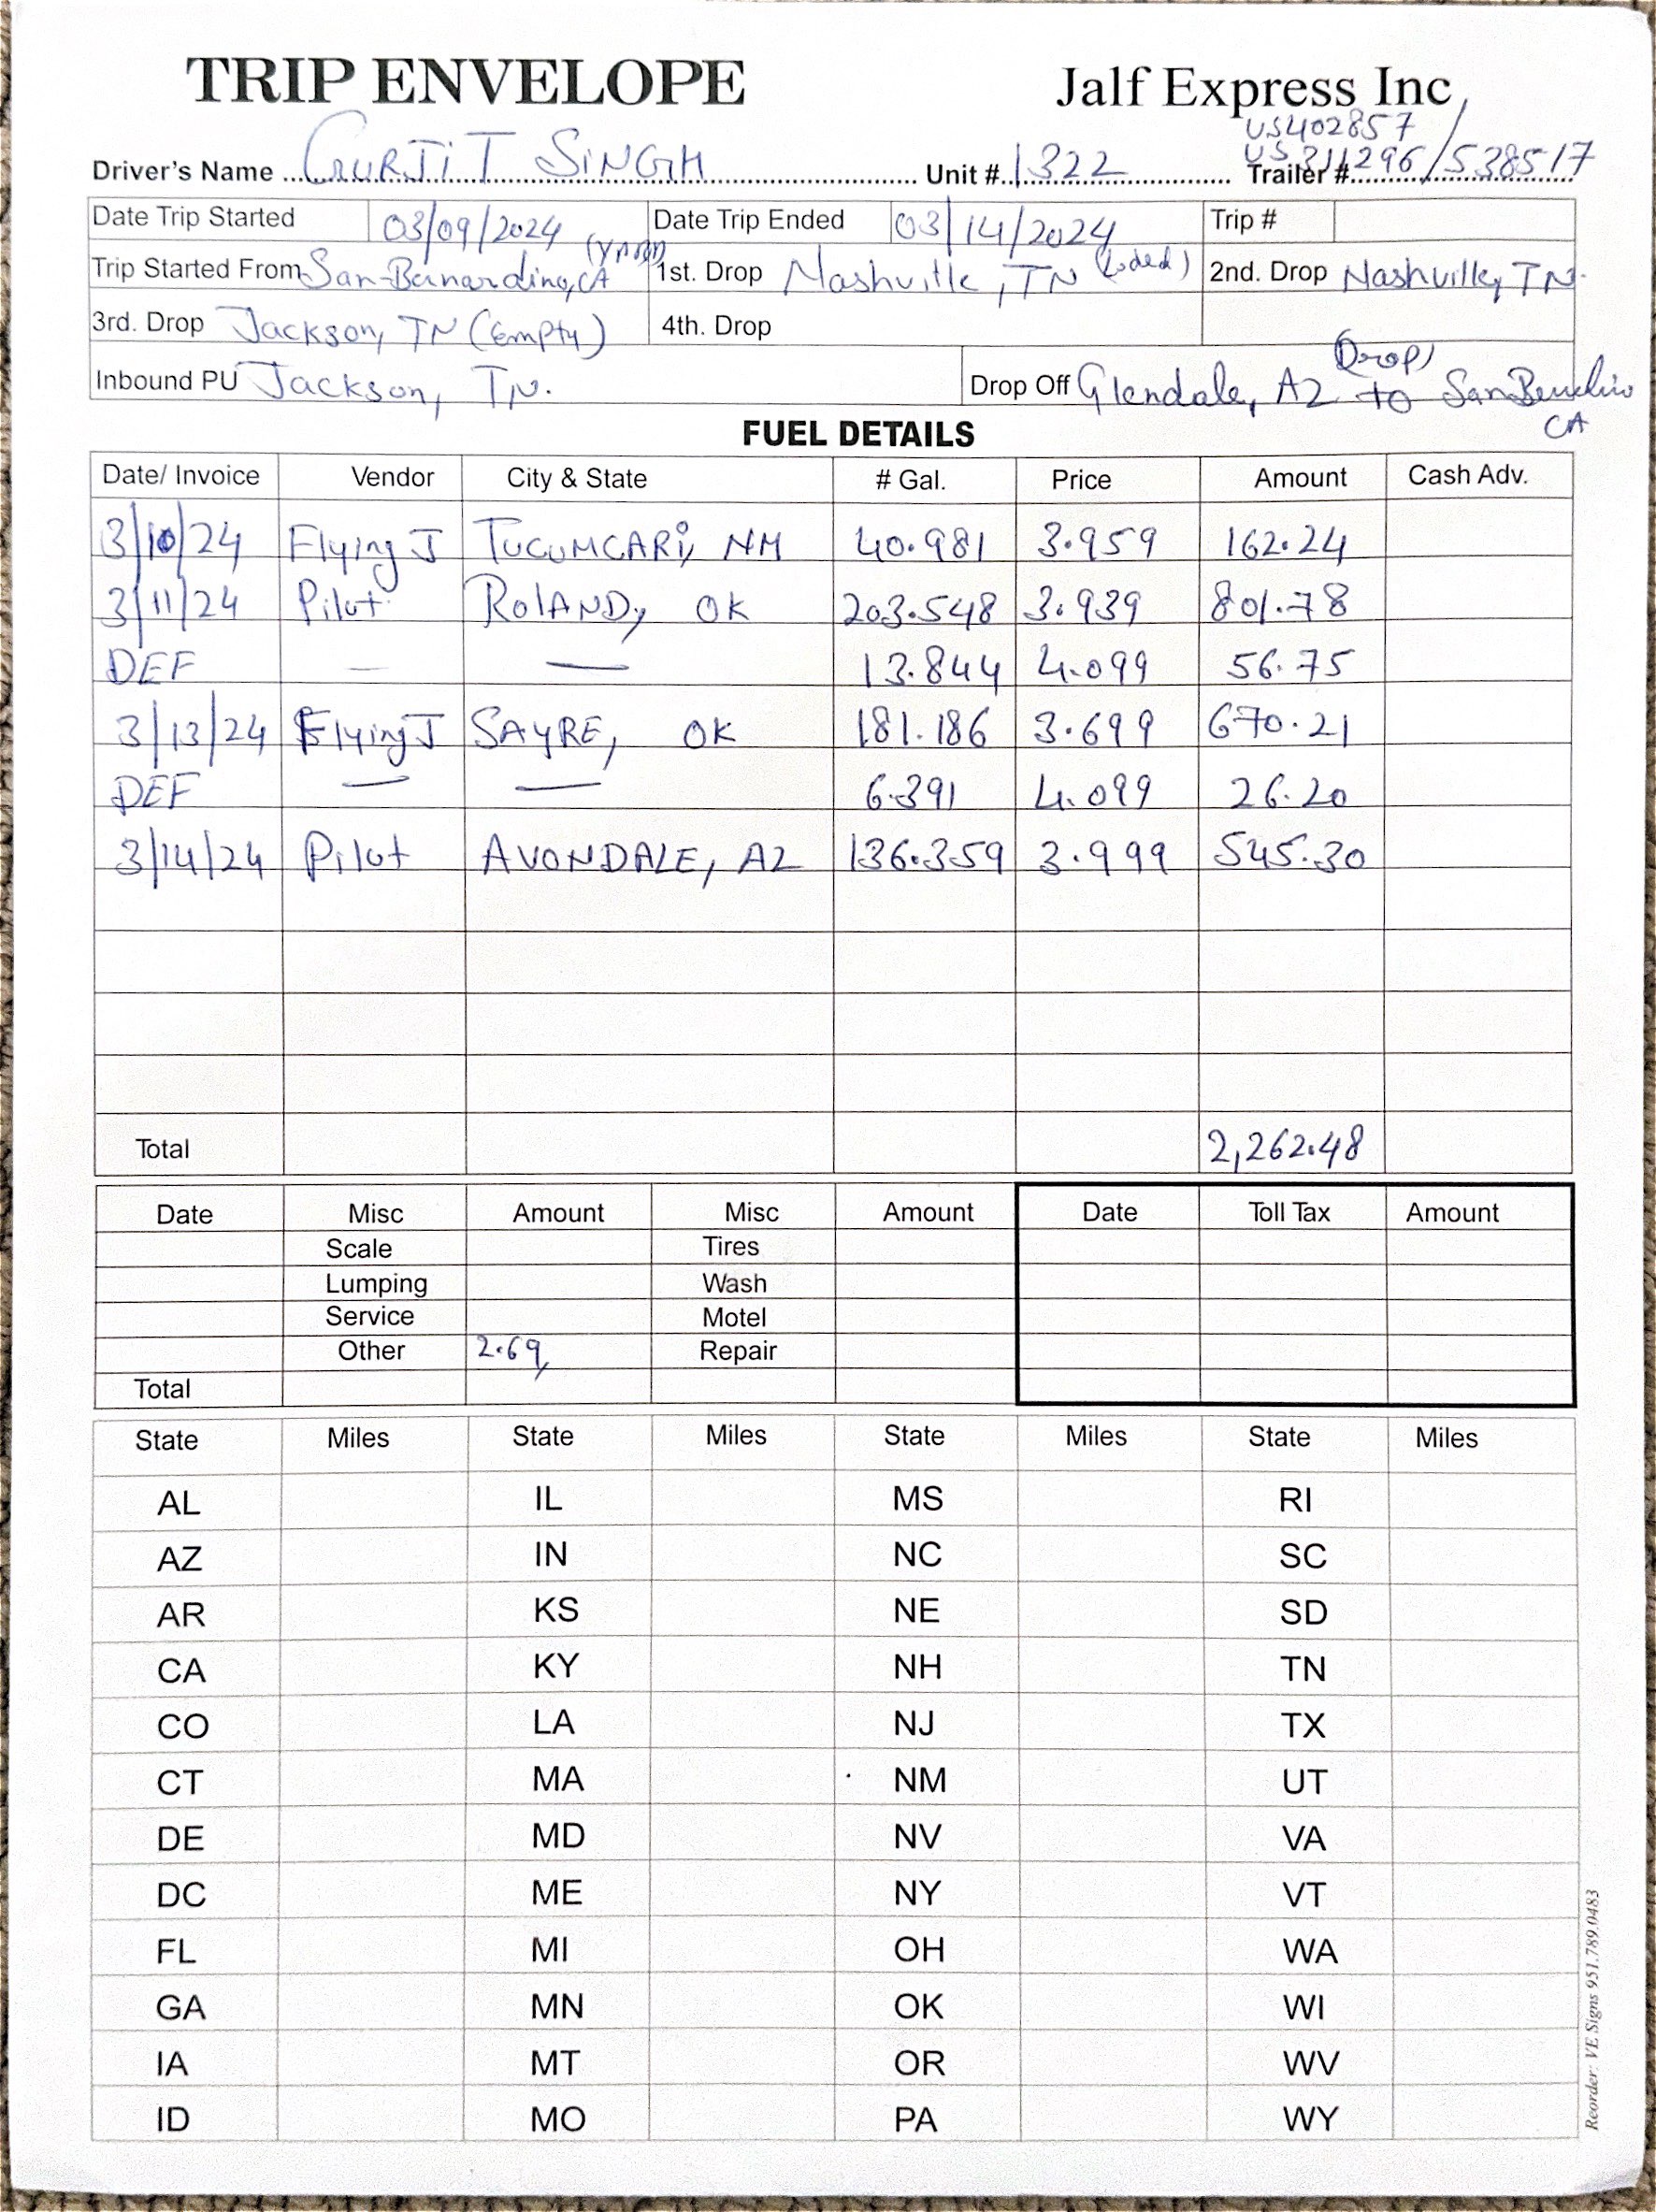 TRIP ENVELOPE Jalf Express Inc
US402857
Driver's Name GURJIT SINGH Unit # 1322 Trailer # US 311296/538517
Date Trip Started 03/09/2024 Date Trip Ended 03/14/2024 Trip #
Trip Started From San-Bernardino, CA 1st. Drop Nashville, TN (Loded) 2nd. Drop Nashville, TN.
3rd. Drop Jackson, TN (Empty) 4th. Drop
Inbound PU Jackson, TN. Drop Off Glendale, AZ (Drop) to San
CA
FUEL DETAILS
Date/ Invoice Vendor City & State # Gal. Price Amount Cash Adv.
3/10/24 Flying J TUCUMCARi, NM 40.981 3.959 162.24
3/11/24 Pilot ROlAND, OK 203.548 3.939 801.78
DEF — — 13.844 4.099 56.75
3/13/24 Flying J SAYRE, OK 181.186 3.699 670.21
DEF — — 6.391 4.099 26.20
3/14/24 Pilot AVONDALE, AZ 136.359 3.999 545.30
Total 2,262.48
Date Misc Amount Misc Amount Date Toll Tax Amount
Scale Tires
Lumping Wash
Service Motel
Other 2.69 Repair
Total
State Miles State Miles State Miles State Miles
AL IL MS RI
AZ IN NC SC
AR KS NE SD
CA KY NH TN
CO LA NJ TX
CT MA NM UT
DE MD NV VA
DC ME NY VT
FL MI OH WA
GA MN OK WI
IA MT OR WV
ID MO PA WY
Reorder: VE Signs 951.789.0483